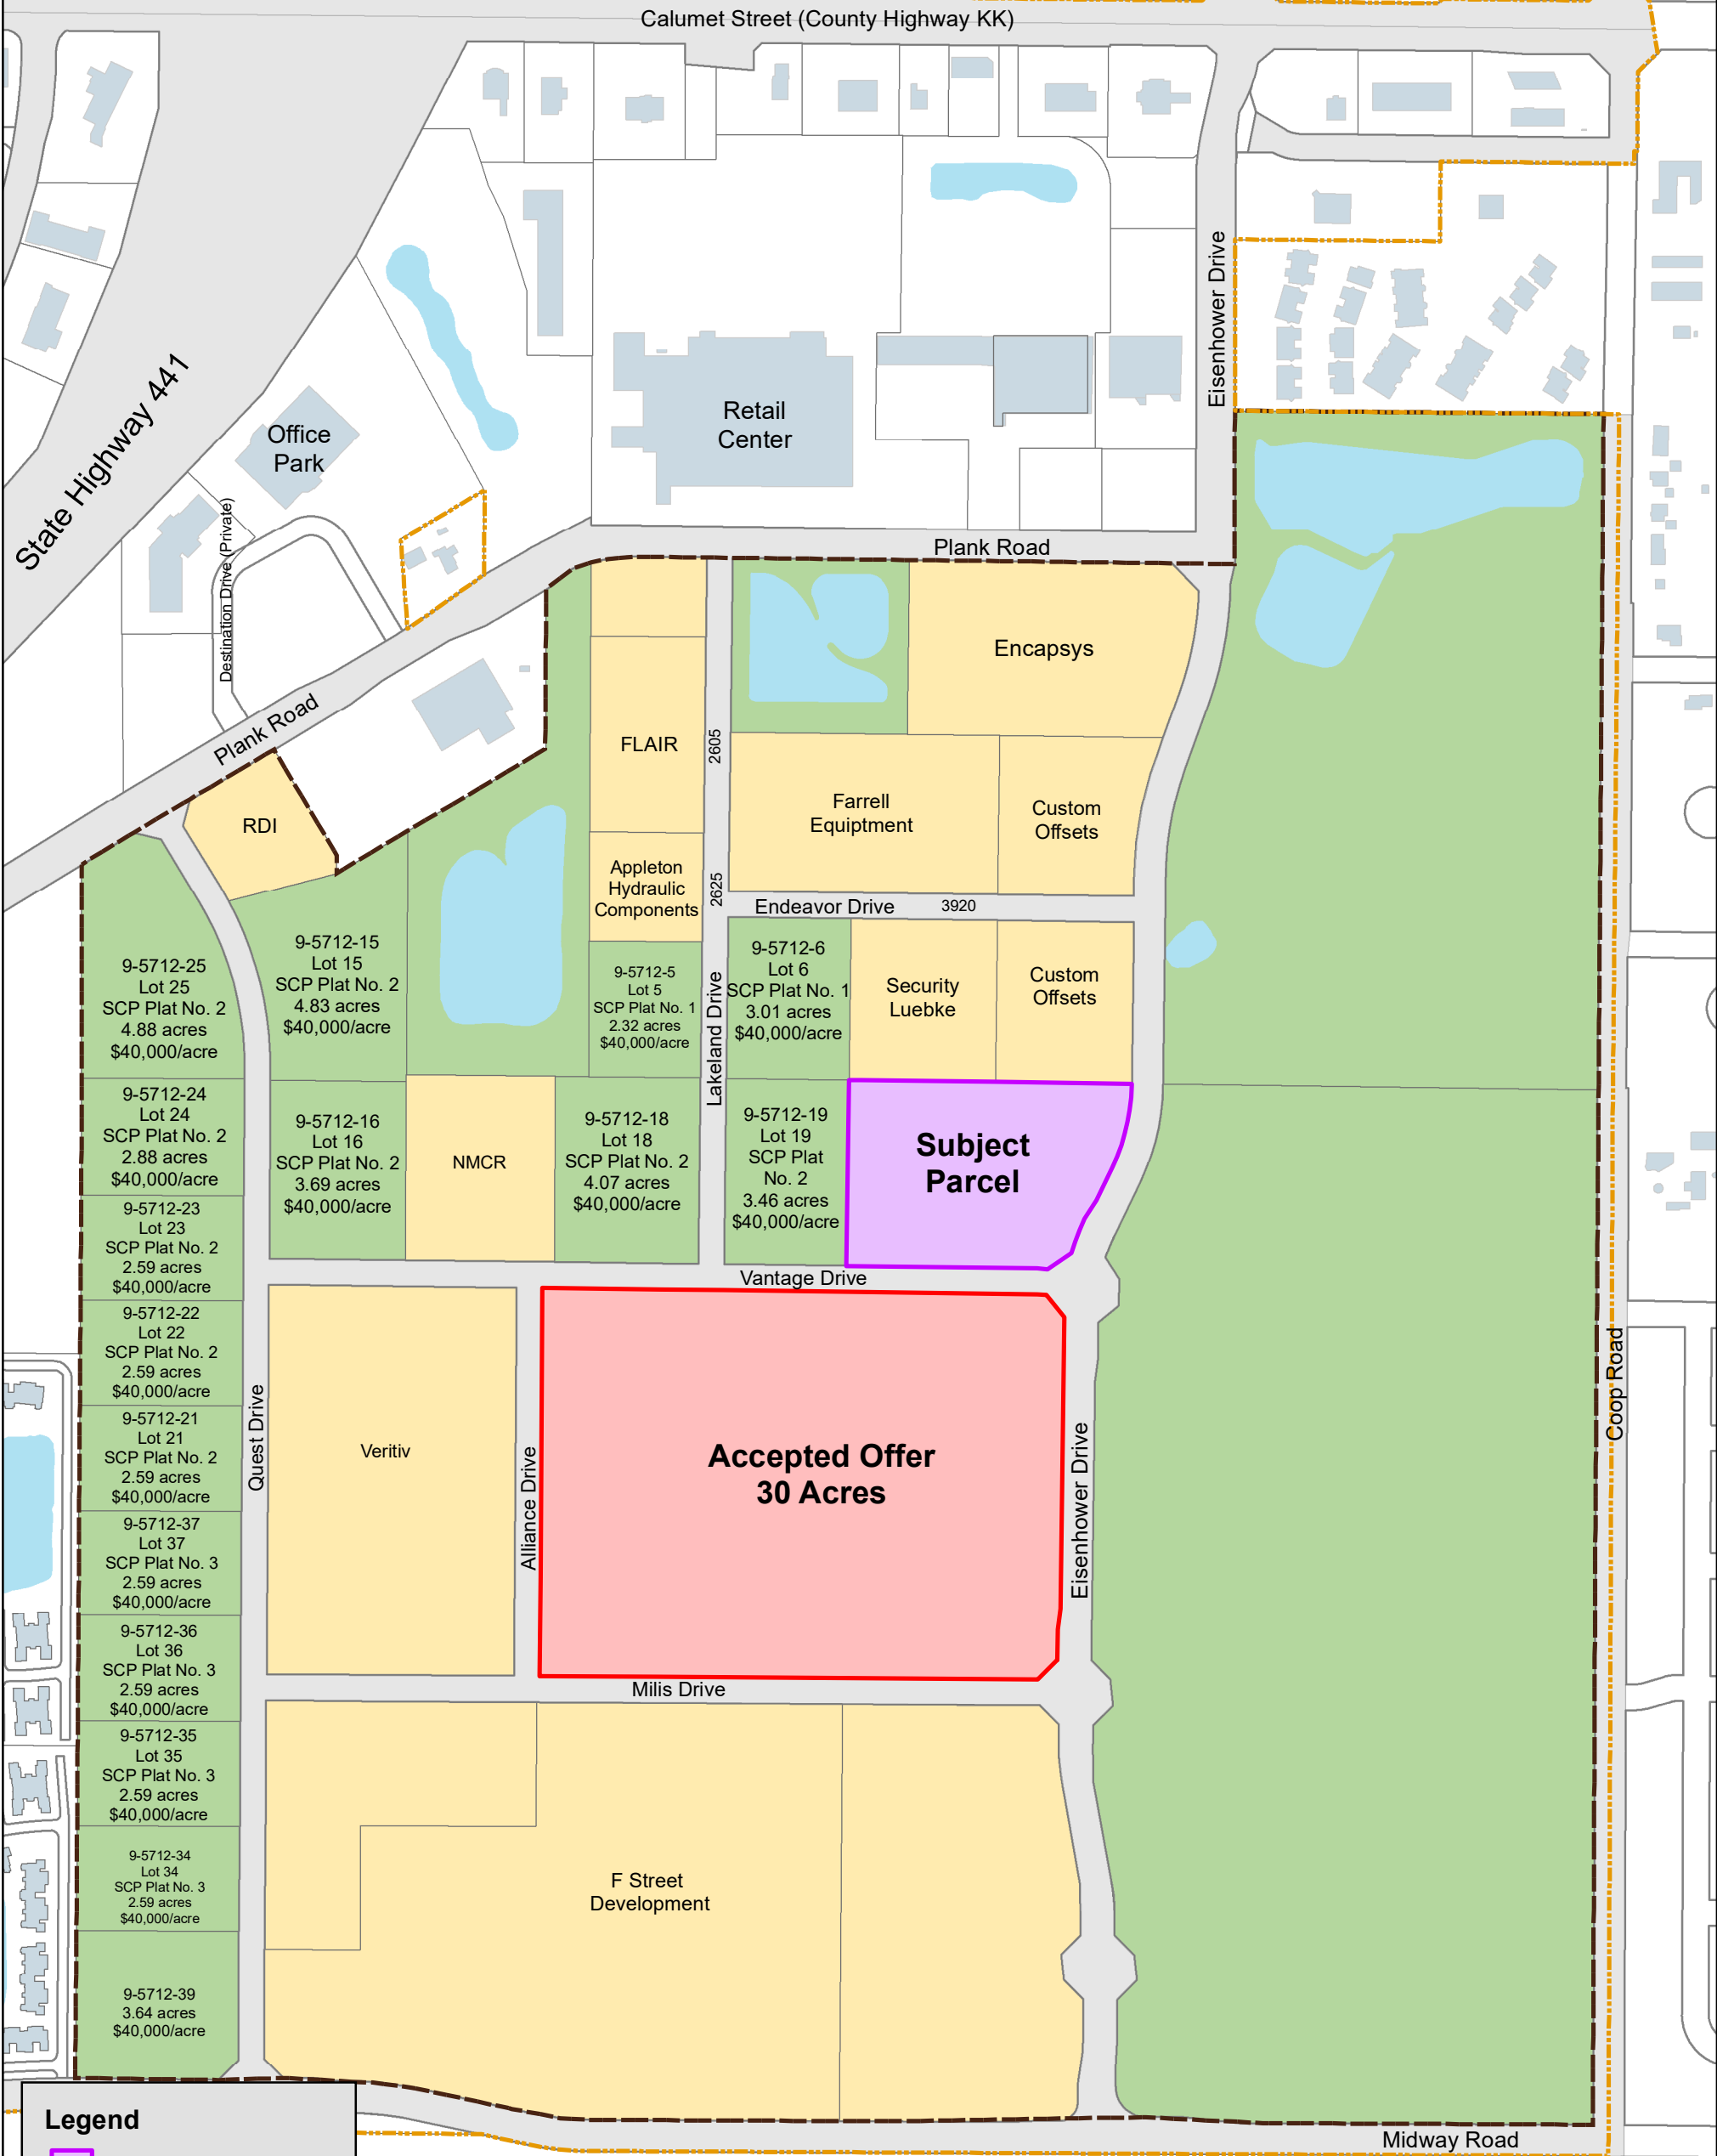 Calumet Street (County Highway KK)
Eisenhower Drive
State Highway 441
Office
Park
Retail
Center
Destination Drive (Private)
Plank Road
Plank Road
Encapsys
FLAIR
2605
RDI
Farrell
Equiptment
Custom
Offsets
Appleton
Hydraulic
Components
2625
Endeavor Drive
3920
9-5712-25
Lot 25
SCP Plat No. 2
4.88 acres
$40,000/acre
9-5712-15
Lot 15
SCP Plat No. 2
4.83 acres
$40,000/acre
9-5712-5
Lot 5
SCP Plat No. 1
2.32 acres
$40,000/acre
Lakeland Drive
9-5712-6
Lot 6
SCP Plat No. 1
3.01 acres
$40,000/acre
Security
Luebke
Custom
Offsets
9-5712-24
Lot 24
SCP Plat No. 2
2.88 acres
$40,000/acre
9-5712-16
Lot 16
SCP Plat No. 2
3.69 acres
$40,000/acre
NMCR
9-5712-18
Lot 18
SCP Plat No. 2
4.07 acres
$40,000/acre
9-5712-19
Lot 19
SCP Plat
No. 2
3.46 acres
$40,000/acre
Subject
Parcel
9-5712-23
Lot 23
SCP Plat No. 2
2.59 acres
$40,000/acre
Vantage Drive
9-5712-22
Lot 22
SCP Plat No. 2
2.59 acres
$40,000/acre
9-5712-21
Lot 21
SCP Plat No. 2
2.59 acres
$40,000/acre
Quest Drive
Veritiv
Alliance Drive
Accepted Offer
30 Acres
Eisenhower Drive
Coop Road
9-5712-37
Lot 37
SCP Plat No. 3
2.59 acres
$40,000/acre
9-5712-36
Lot 36
SCP Plat No. 3
2.59 acres
$40,000/acre
Milis Drive
9-5712-35
Lot 35
SCP Plat No. 3
2.59 acres
$40,000/acre
9-5712-34
Lot 34
SCP Plat No. 3
2.59 acres
$40,000/acre
F Street
Development
9-5712-39
3.64 acres
$40,000/acre
Legend
Midway Road